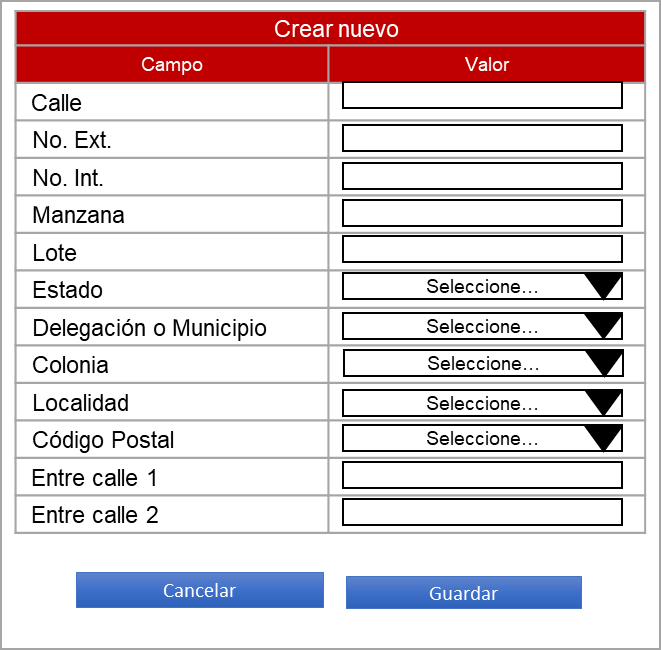 Crear nuevo
Campo Valor
Calle
No. Ext.
No. Int.
Manzana
Lote
Estado Seleccione...
Delegación o Municipio Seleccione...
Colonia Seleccione...
Localidad Seleccione...
Código Postal Seleccione...
Entre calle 1
Entre calle 2
Cancelar Guardar